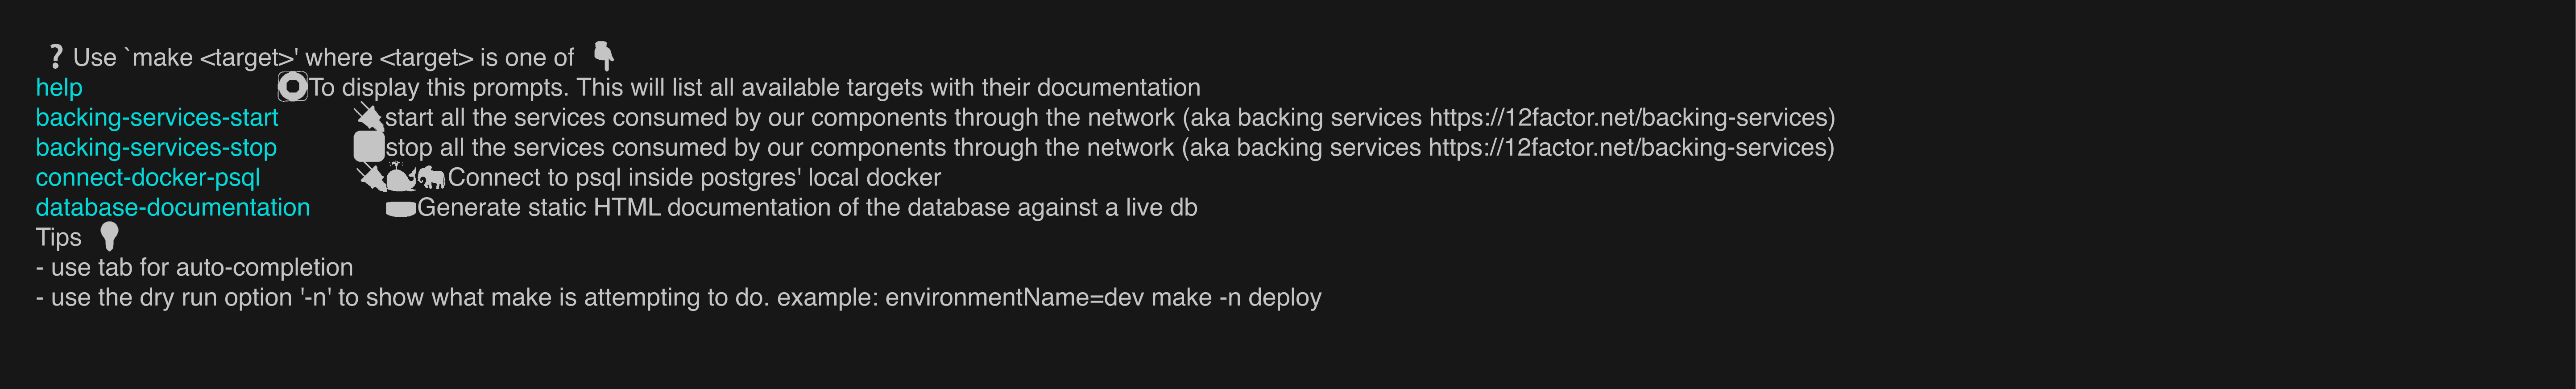 ❓ Use `make <target>' where <target> is one of 👇
help To display this prompts. This will list all available targets with their documentation
backing-services-start 🔌start all the services consumed by our components through the network (aka backing services https://12factor.net/backing-services)
backing-services-stop stop all the services consumed by our components through the network (aka backing services https://12factor.net/backing-services)
connect-docker-psql 🔌🐳🐘Connect to psql inside postgres' local docker
database-documentation Generate static HTML documentation of the database against a live db
Tips 💡
- use tab for auto-completion
- use the dry run option '-n' to show what make is attempting to do. example: environmentName=dev make -n deploy